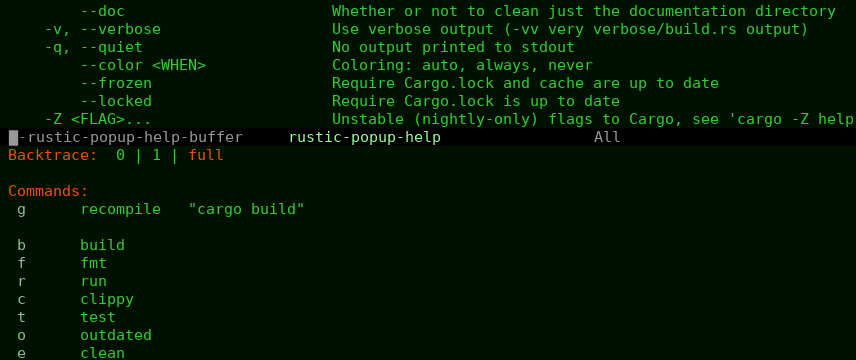 --doc Whether or not to clean just the documentation directory
-v, --verbose Use verbose output (-vv very verbose/build.rs output)
-q, --quiet No output printed to stdout
--color <WHEN> Coloring: auto, always, never
--frozen Require Cargo.lock and cache are up to date
--locked Require Cargo.lock is up to date
-Z <FLAG>... Unstable (nightly-only) flags to Cargo, see 'cargo -Z help
-rustic-popup-help-buffer rustic-popup-help All
Backtrace: 0 | 1 | full
Commands:
g recompile "cargo build"
b build
f fmt
r run
c clippy
t test
o outdated
e clean